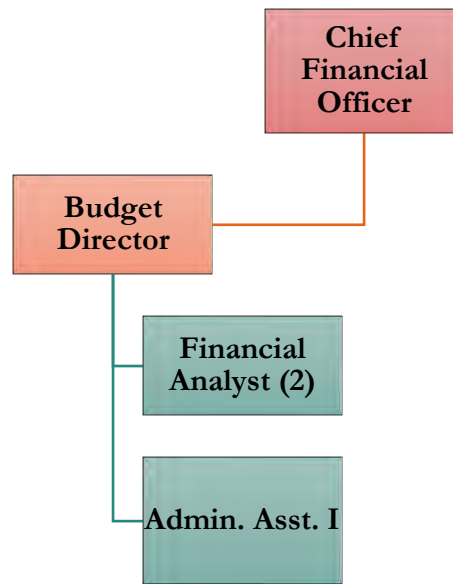 Chief
Financial
Officer
Budget
Director
Financial
Analyst (2)
Admin. Asst. I